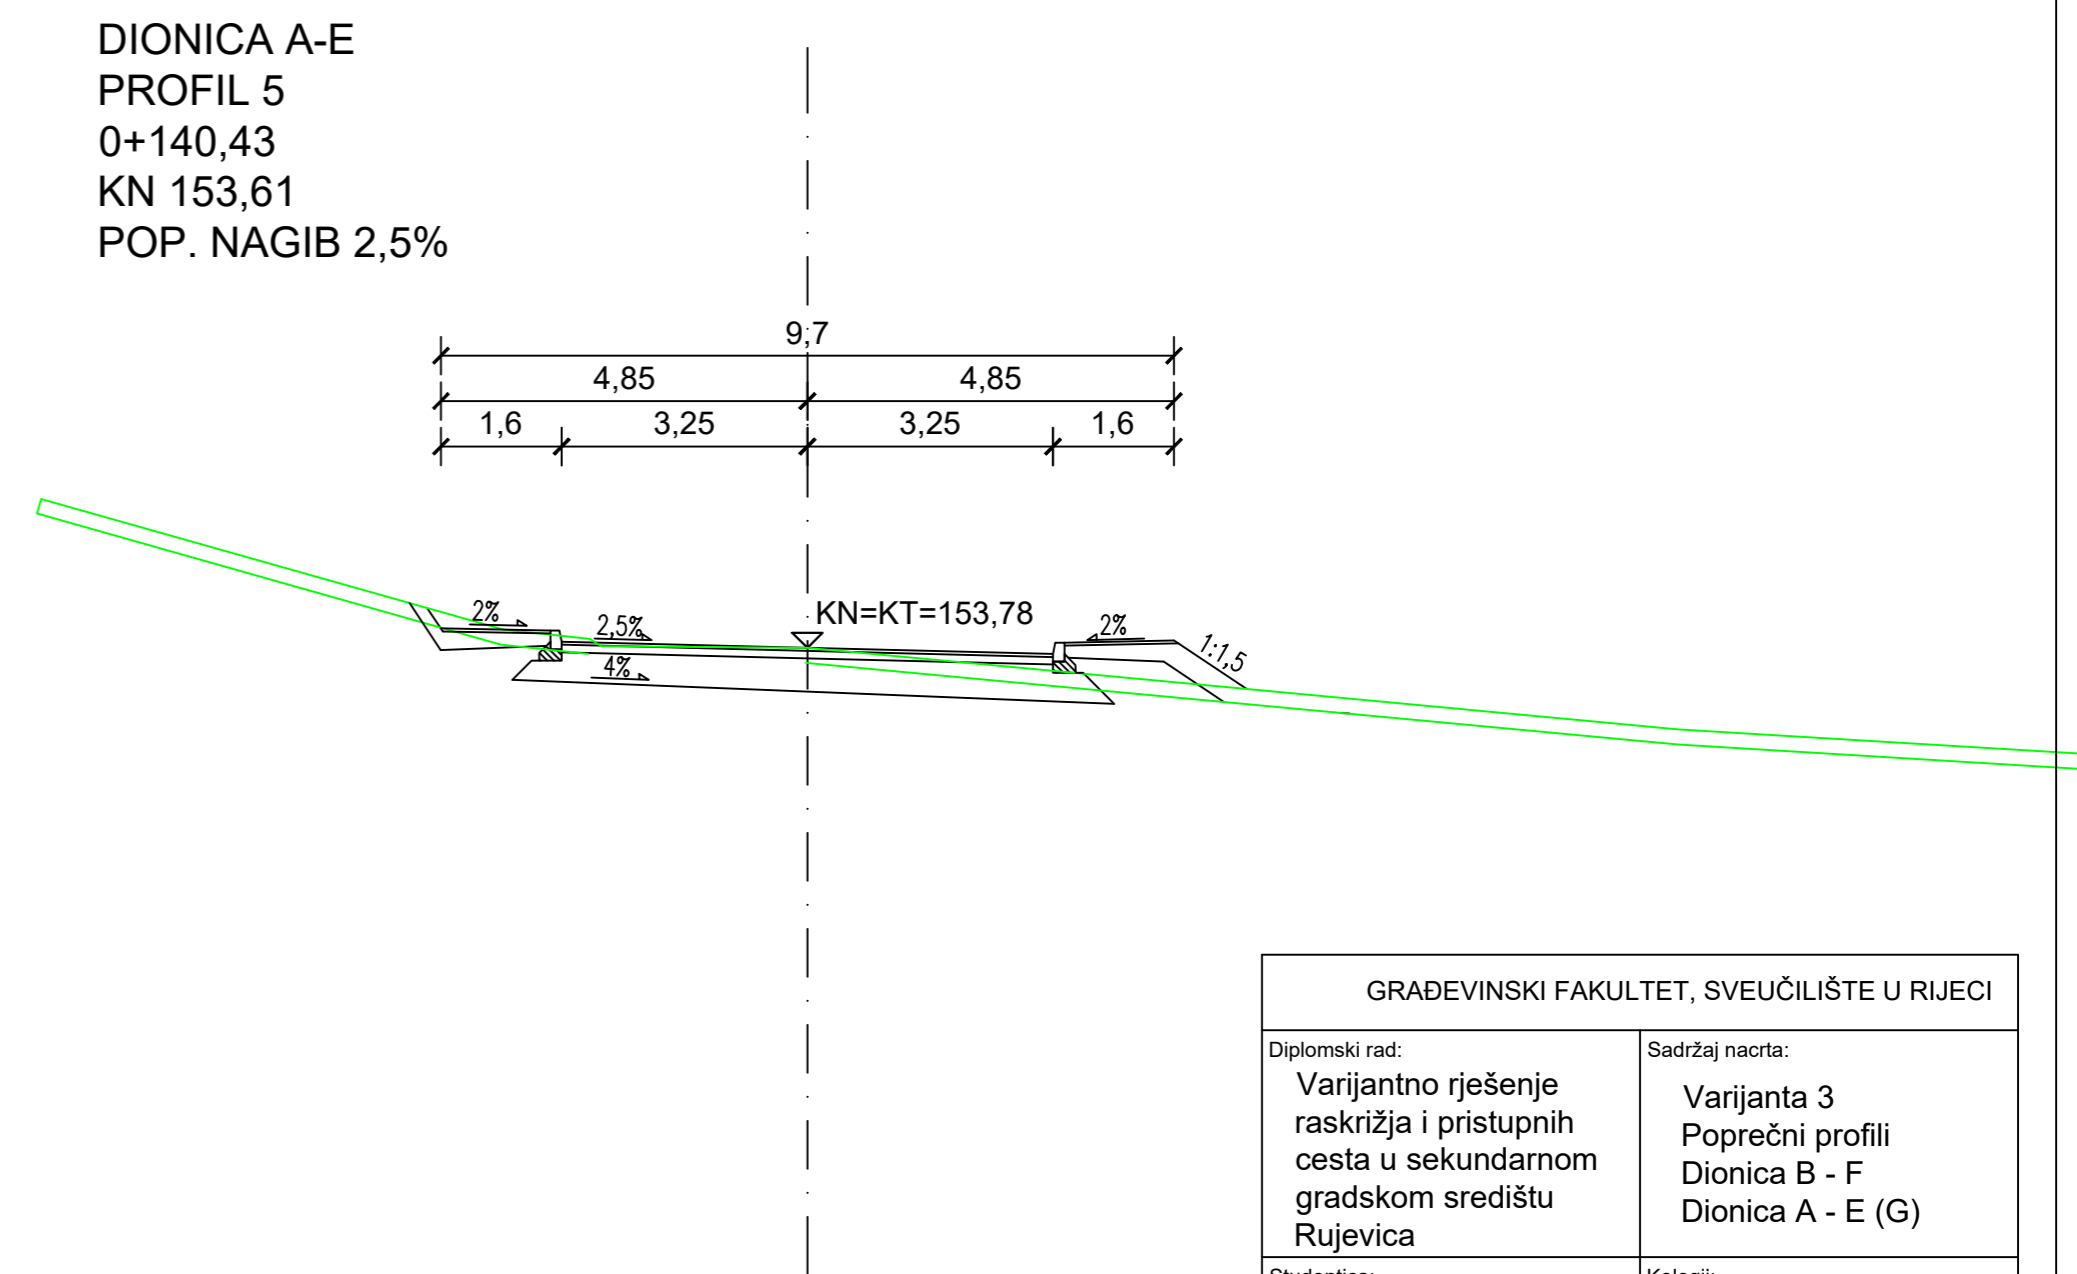 DIONICA A-E
PROFIL 5
0+140,43
KN 153,61
POP. NAGIB 2,5%
9,7
4,85 4,85
1,6 3,25 3,25 1,6
KN=KT=153,78
2% 2,5% 2%
1:1,5
4%
GRAĐEVINSKI FAKULTET, SVEUČILIŠTE U RIJECI
Diplomski rad:
Varijantno rješenje
raskrižja i pristupnih
cesta u sekundarnom
gradskom središtu
Rujevica
Sadržaj nacrta:
Varijanta 3
Poprečni profili
Dionica B - F
Dionica A - E (G)